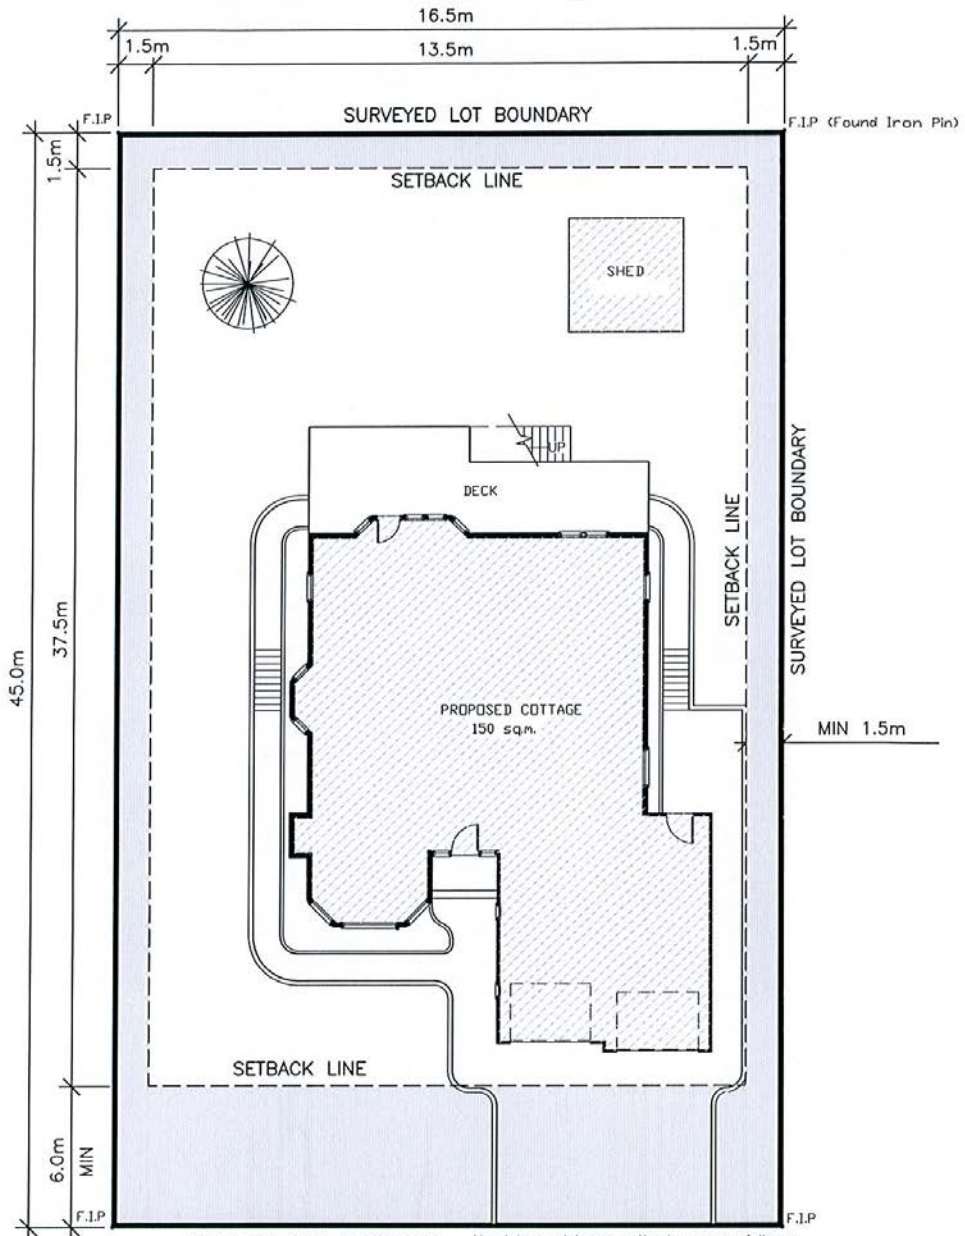 16.5m
1.5m
13.5m
1.5m
SURVEYED LOT BOUNDARY
F.I.P
F.I.P (Found Iron Pin)
1.5m
SETBACK LINE
SHED
UP
DECK
SETBACK LINE
SURVEYED LOT BOUNDARY
37.5m
45.0m
PROPOSED COTTAGE
150 sq.m.
MIN 1.5m
SETBACK LINE
6.0m
MIN
F.I.P
F.I.P